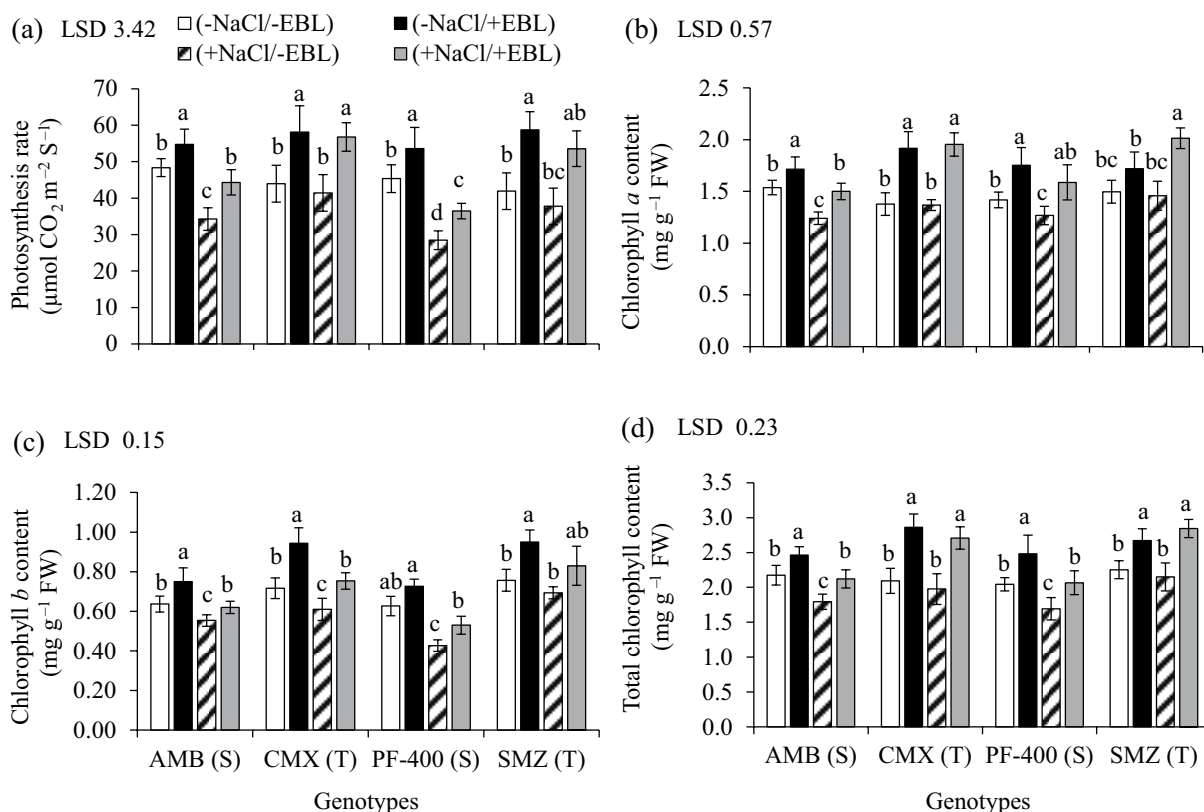 (a) LSD 3.42
(-NaCl/-EBL) (-NaCl/+EBL)
(+NaCl/-EBL) (+NaCl/+EBL)
Photosynthesis rate
(µmol CO₂ m⁻² S⁻¹)
70
60
50
40
30
20
10
0
b a c b
b a b a
b a d c
b a bc ab
(b) LSD 0.57
Chlorophyll a content
(mg g⁻¹ FW)
2.5
2.0
1.5
1.0
0.5
0.0
b a c b
b a b a
b a c ab
bc b bc a
(c) LSD 0.15
Chlorophyll b content
(mg g⁻¹ FW)
1.20
1.00
0.80
0.60
0.40
0.20
0.00
b a c b
b a c b
ab a c b
b a b ab
AMB (S) CMX (T) PF-400 (S) SMZ (T)
Genotypes
(d) LSD 0.23
Total chlorophyll content
(mg g⁻¹ FW)
3.5
3.0
2.5
2.0
1.5
1.0
0.5
0.0
b a c b
b a b a
b a c b
b a b a
AMB (S) CMX (T) PF-400 (S) SMZ (T)
Genotypes